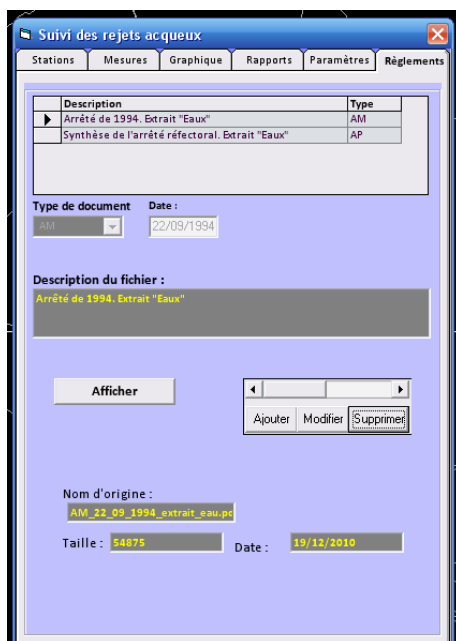 Suivi des rejets acqueux
Stations Mesures Graphique Rapports Paramètres Règlements
Description Type
Arrêté de 1994. Extrait "Eaux" AM
Synthèse de l'arrêté réfectoral. Extrait "Eaux" AP
Type de document Date :
AM 22/09/1994
Description du fichier :
Arrêté de 1994. Extrait "Eaux"
Afficher
Ajouter Modifier Supprimer
Nom d'origine :
AM_22_09_1994_extrait_eau.pd
Taille : 54875 Date : 19/12/2010